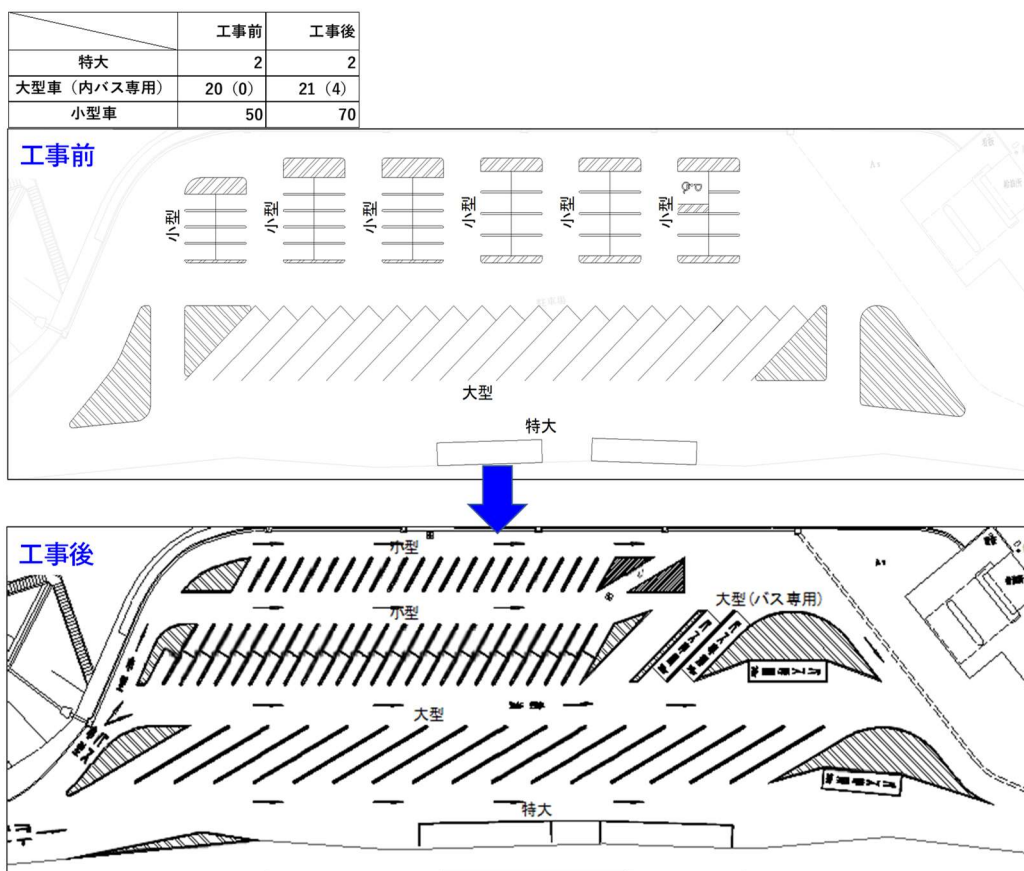 工事前 工事後
特大 2 2
大型車（内バス専用） 20（0） 21（4）
小型車 50 70
工事前
小型 小型 小型 小型 小型 小型
大型
特大
工事後
小型
小型
大型(バス専用)
大型
特大